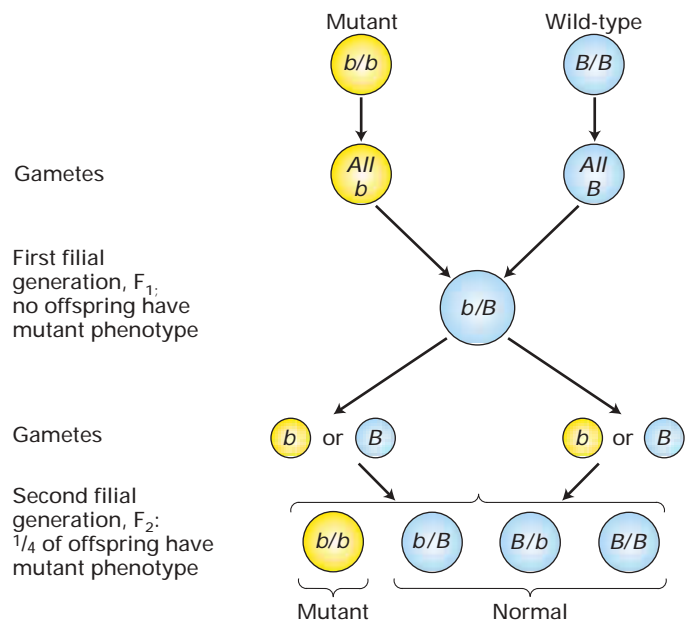 Mutant Wild-type
b/b B/B
Gametes
All
b
All
B
First filial
generation, F₁;
no offspring have
mutant phenotype
b/B
Gametes
b or B b or B
Second filial
generation, F₂:
1/4 of offspring have
mutant phenotype
b/b b/B B/b B/B
Mutant Normal